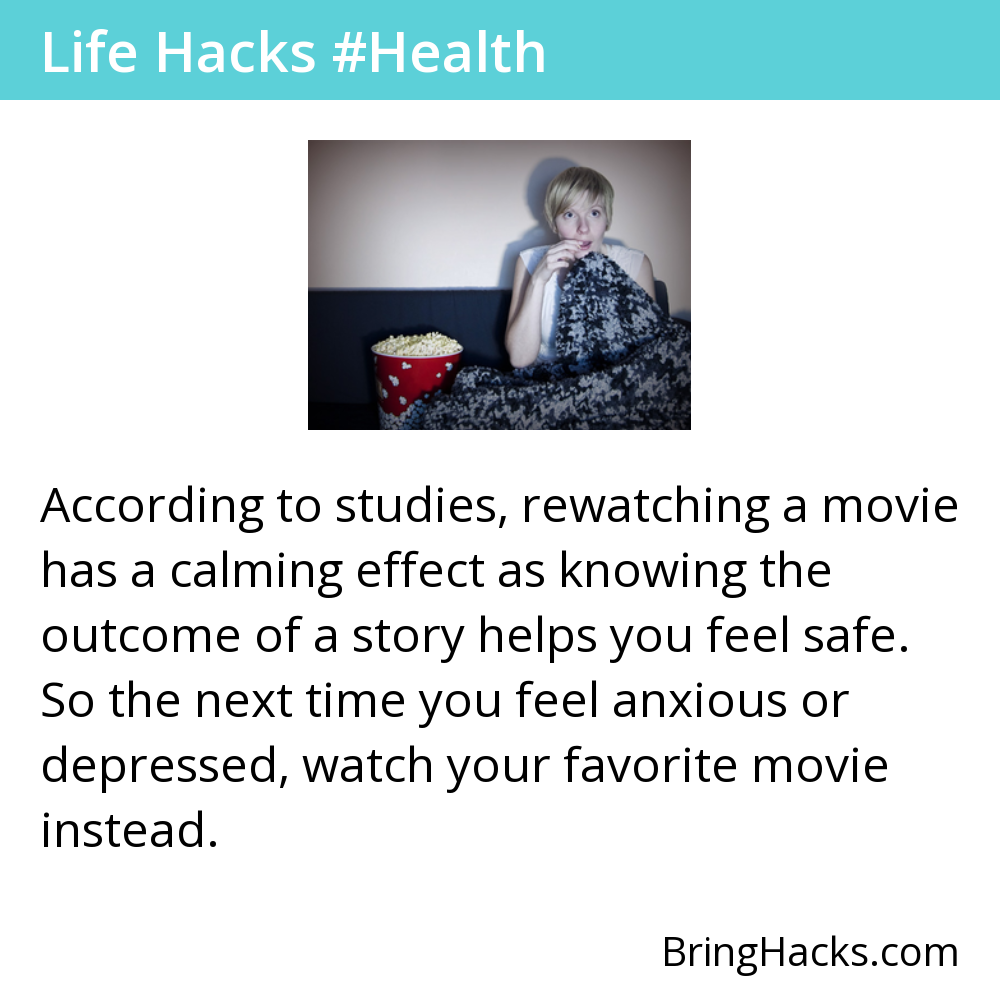 Life Hacks #Health
According to studies, rewatching a movie
has a calming effect as knowing the
outcome of a story helps you feel safe.
So the next time you feel anxious or
depressed, watch your favorite movie
instead.
BringHacks.com